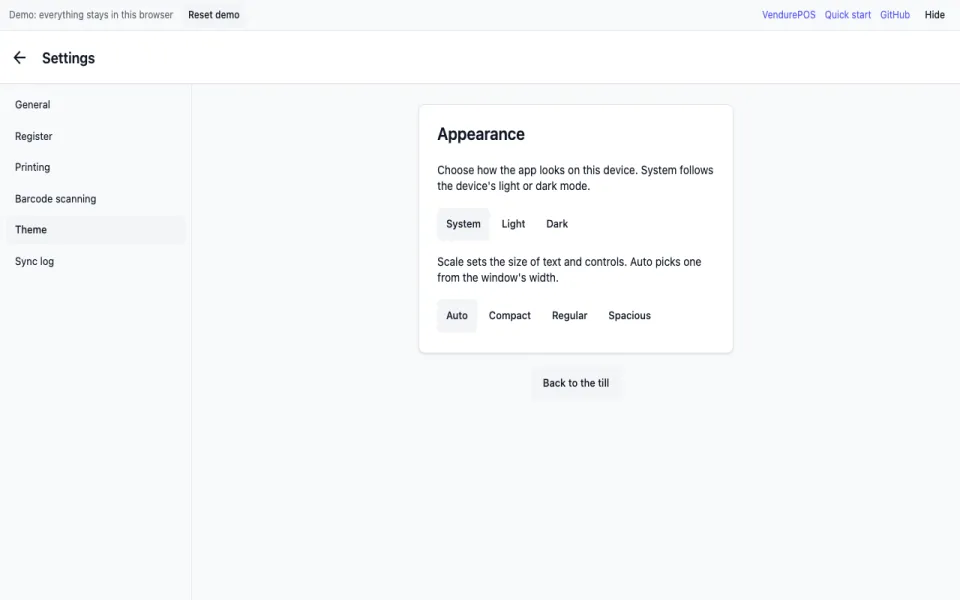 Demo: everything stays in this browser Reset demo VendurePOS Quick start GitHub Hide
Settings
General
Register
Printing
Barcode scanning
Theme
Sync log
Appearance
Choose how the app looks on this device. System follows
the device's light or dark mode.
System Light Dark
Scale sets the size of text and controls. Auto picks one
from the window's width.
Auto Compact Regular Spacious
Back to the till